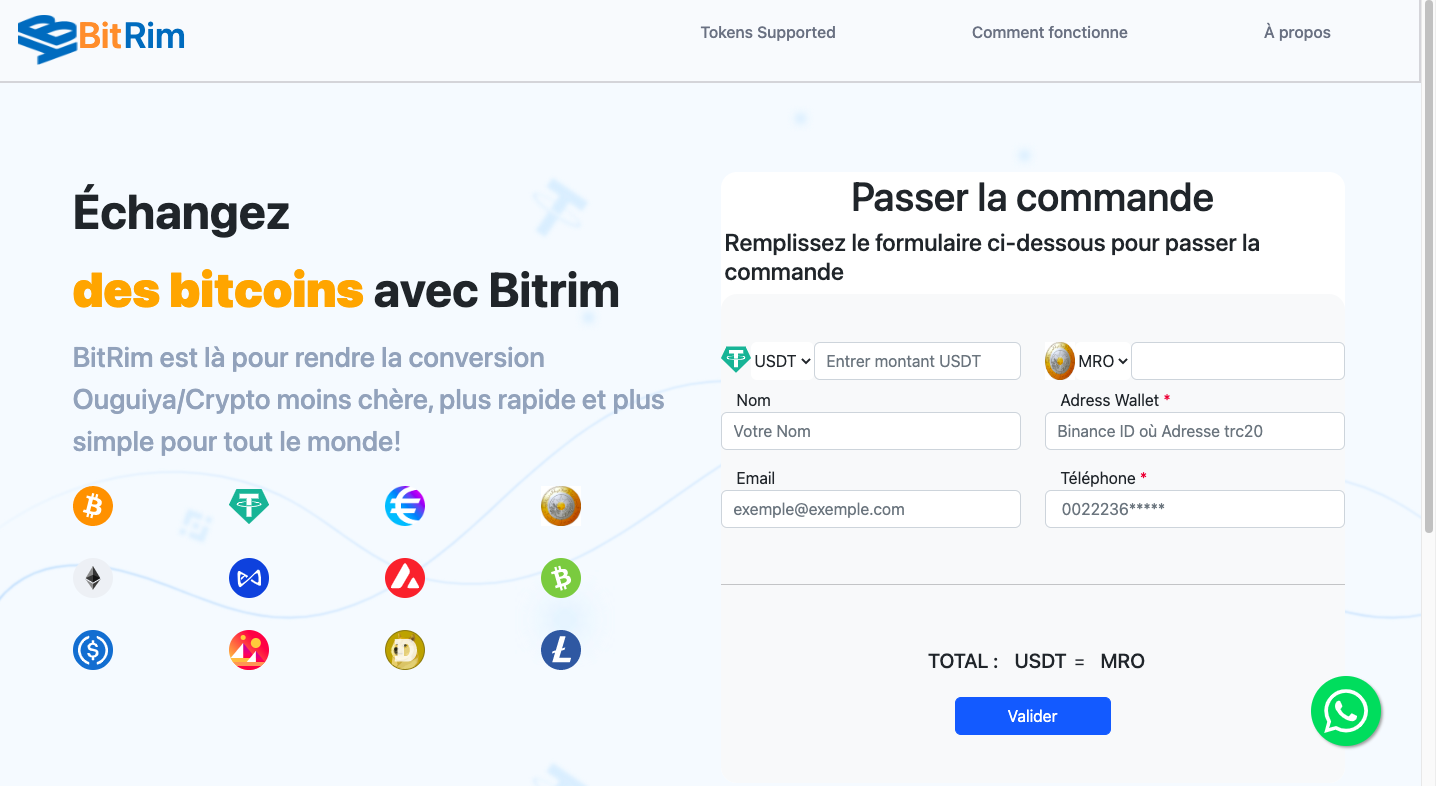 BitRim
Tokens Supported
Comment fonctionne
À propos
Échangez
des bitcoins avec Bitrim
BitRim est là pour rendre la conversion
Ouguiya/Crypto moins chère, plus rapide et plus
simple pour tout le monde!
Passer la commande
Remplissez le formulaire ci-dessous pour passer la
commande
USDT
Entrer montant USDT
MRO
Nom
Adress Wallet *
Votre Nom
Binance ID où Adresse trc20
Email
Téléphone *
exemple@exemple.com
0022236*****
TOTAL : USDT = MRO
Valider